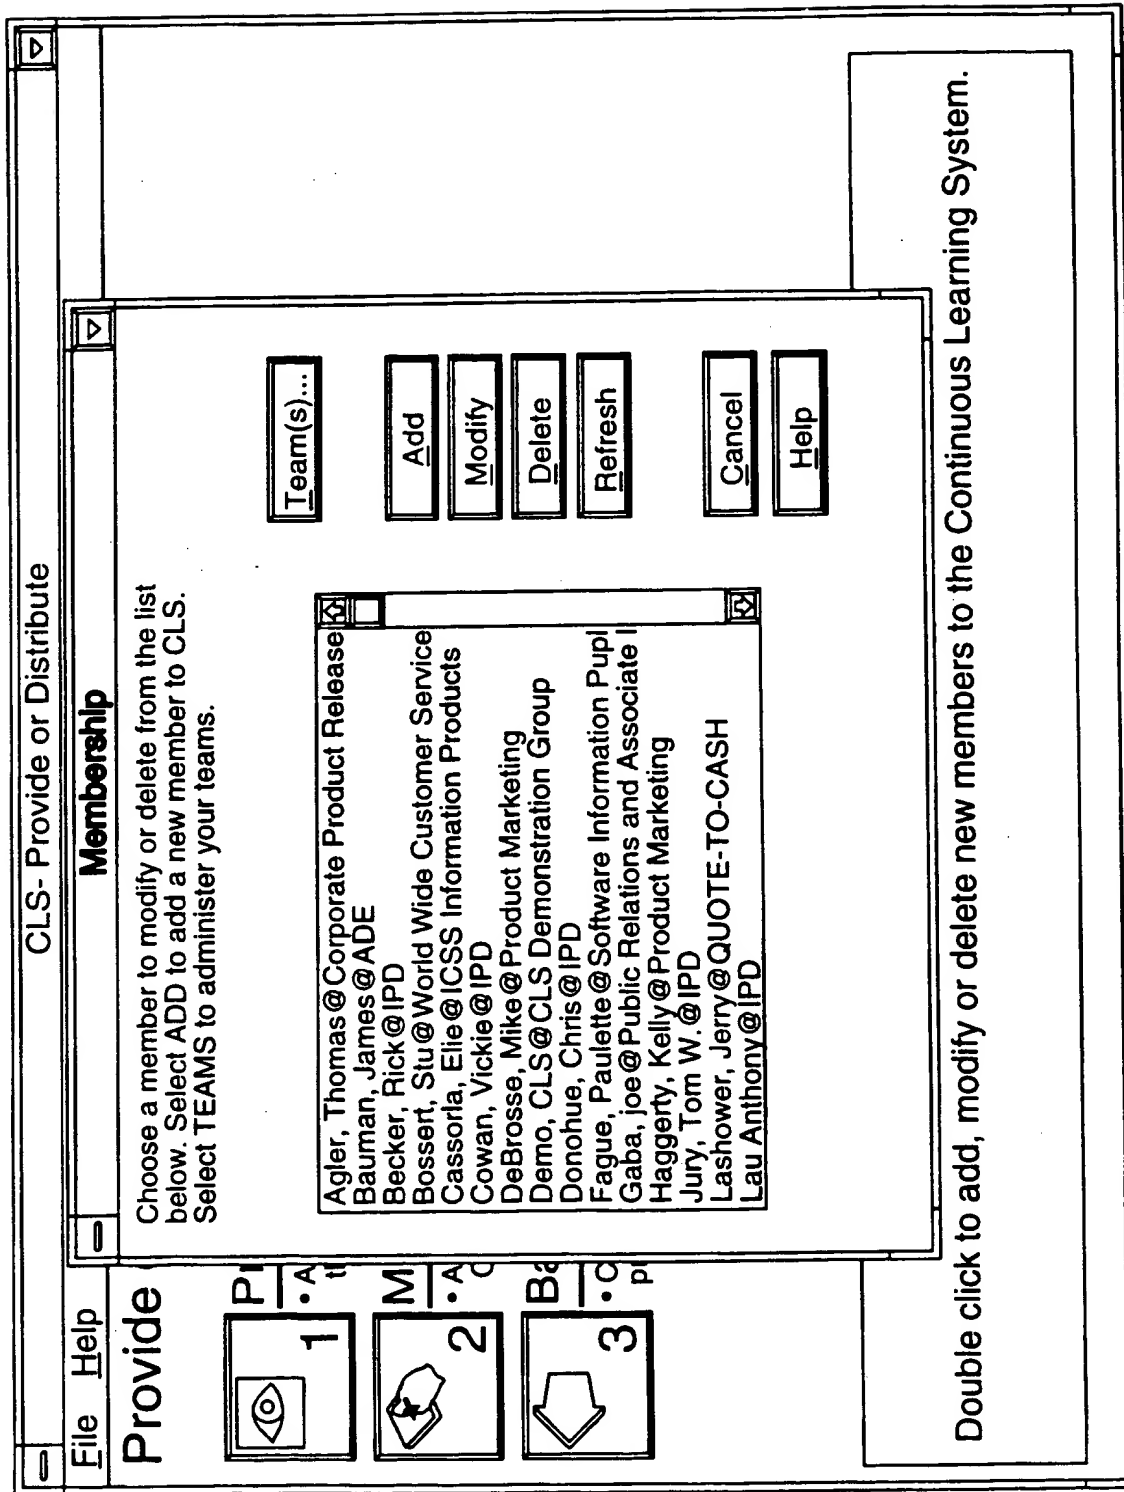 CLS- Provide or Distribute
File Help
Provide
1
2
3
• A
• A
• C
Membership
Choose a member to modify or delete from the list
below. Select ADD to add a new member to CLS.
Select TEAMS to administer your teams.
Agler, Thomas@Corporate Product Release
Bauman, James@ADE
Becker, Rick@IPD
Bossert, Stu@World Wide Customer Service
Cassorla, Elie@ICSS Information Products
Cowan, Vickie@IPD
DeBrosse, Mike@Product Marketing
Demo, CLS@CLS Demonstration Group
Donohue, Chris@IPD
Fague, Paulette@Software Information Pupl
Gaba, joe@Public Relations and Associate I
Haggerty, Kelly@Product Marketing
Jury, Tom W.@IPD
Lashower, Jerry@QUOTE-TO-CASH
Lau Anthony@IPD
Team(s)...
Add
Modify
Delete
Refresh
Cancel
Help
Double click to add, modify or delete new members to the Continuous Learning System.